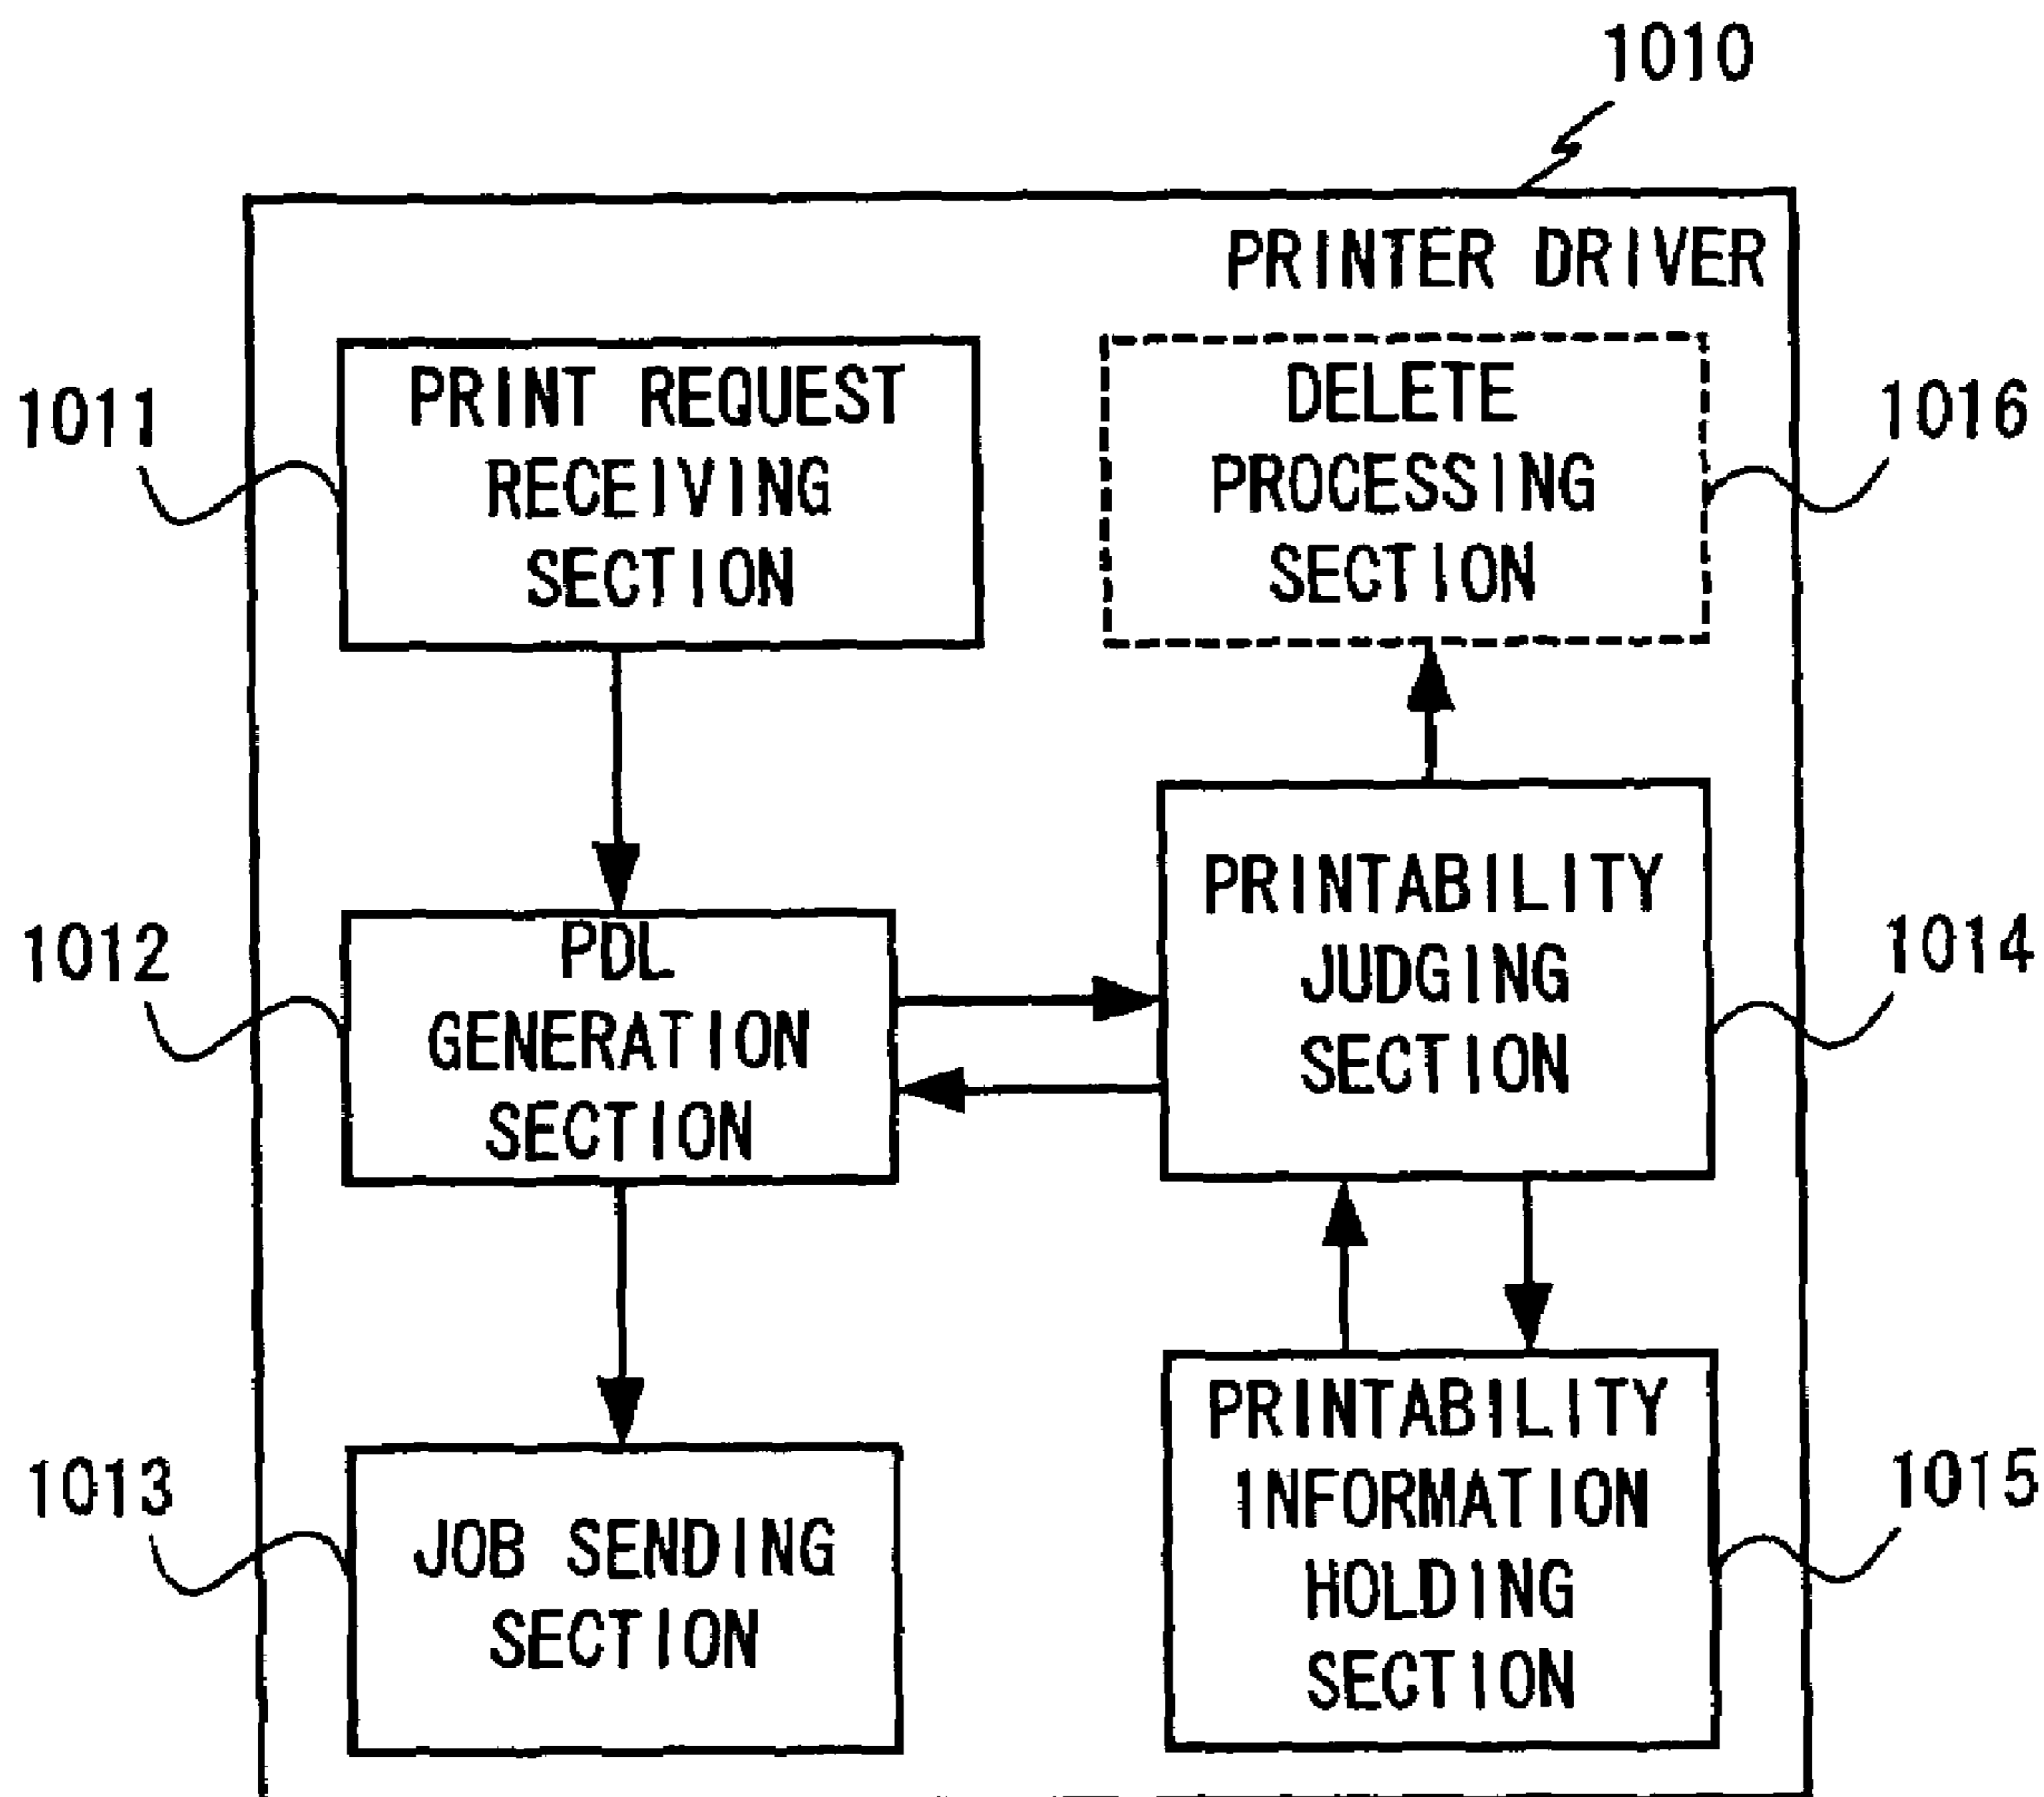 1010
PRINTER DRIVER
1011
PRINT REQUEST
RECEIVING
SECTION
DELETE
PROCESSING
SECTION
1016
1012
PDL
GENERATION
SECTION
PRINTABILITY
JUDGING
SECTION
1014
1013
JOB SENDING
SECTION
PRINTABILITY
INFORMATION
HOLDING
SECTION
1015